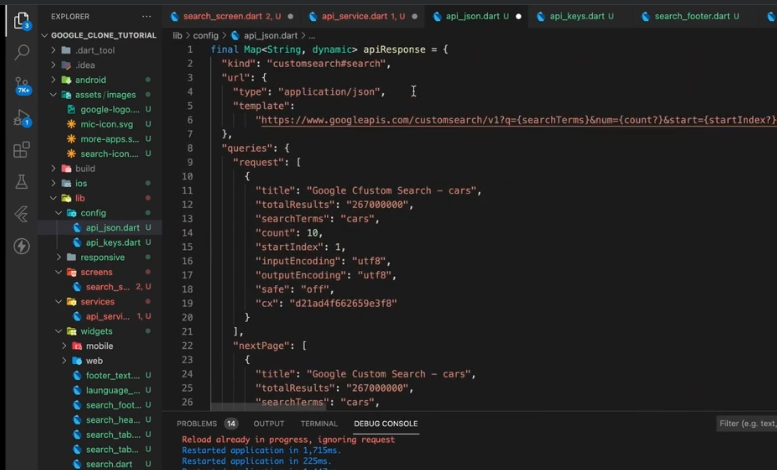 EXPLORER
search_screen.dart 2, U
api_service.dart 1, U
api_json.dart U
api_keys.dart U
search_footer.dart U
GOOGLE_CLONE_TUTORIAL
lib > config > api_json.dart > ...
.dart_tool
.idea
android
assets/images
google-logo.... U
mic-icon.svg U
more-apps.s... U
search-icon.... U
build
ios
lib
config
api_json.dart U
api_keys.dart U
responsive
screens
search_s... 2, U
services
api_servi... 1, U
widgets
mobile
web
footer_text.... U
launguage_... U
search_foot... U
search_hea... U
search_tab... U
search_tab... U
search.dart U
3
7K+
1
1 final Map<String, dynamic> apiResponse = {
2 "kind": "customsearch#search",
3 "url": {
4 "type": "application/json",
5 "template":
6 "https://www.googleapis.com/customsearch/v1?q={searchTerms}&num={count?}&start={startIndex?}
7 },
8 "queries": {
9 "request": [
10 {
11 "title": "Google Cfustom Search - cars",
12 "totalResults": "267000000",
13 "searchTerms": "cars",
14 "count": 10,
15 "startIndex": 1,
16 "inputEncoding": "utf8",
17 "outputEncoding": "utf8",
18 "safe": "off",
19 "cx": "d21ad4f662659e3f8"
20 }
21 ],
22 "nextPage": [
23 {
24 "title": "Google Custom Search - cars",
25 "totalResults": "267000000",
26 "searchTerms": "cars",
PROBLEMS 14 OUTPUT TERMINAL DEBUG CONSOLE
Filter (e.g. text,
Reload already in progress, ignoring request
Restarted application in 1,715ms.
Restarted application in 225ms.